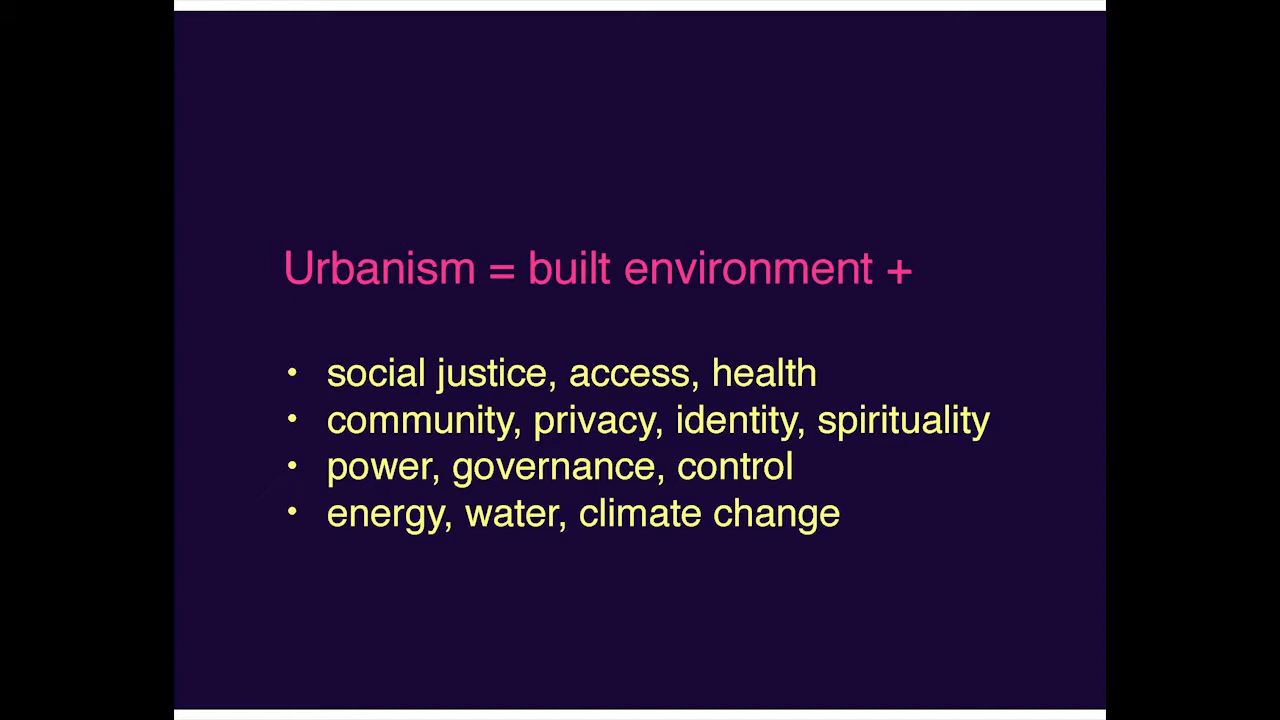 Urbanism = built environment +
• social justice, access, health
• community, privacy, identity, spirituality
• power, governance, control
• energy, water, climate change